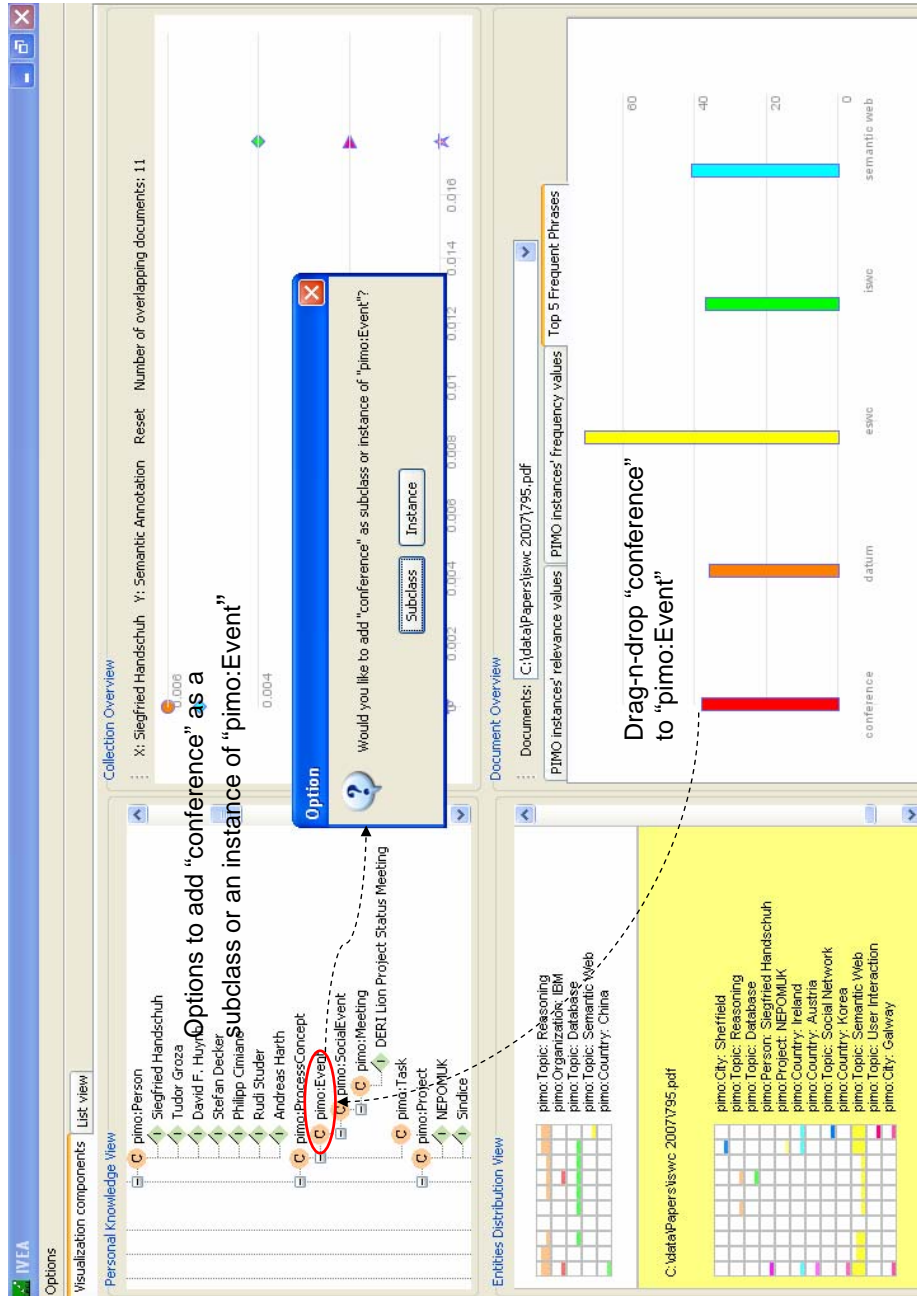 IVEA
Options
Visualization components
List view
Personal Knowledge View
pimo:Person
Siegfried Handschuh
Tudor Groza
David F. Huynh
Stefan Decker
Philipp Cimiano
Rudi Studer
Andreas Harth
pimo:ProcessConcept
pimo:Event
pimo:SocialEvent
pimo:Meeting
DERI Lion Project Status Meeting
pimo:Task
pimo:Project
NEPOMUK
Sindice
Options to add “conference” as a
subclass or an instance of “pimo:Event”
Collection Overview
X: Siegfried Handschuh Y: Semantic Annotation Reset Number of overlapping documents: 11
0.006
0.004
0.002 0.004 0.006 0.008 0.01 0.012 0.014 0.016
Option
Would you like to add "conference" as subclass or instance of "pimo:Event"?
Subclass
Instance
Entities Distribution View
pimo:Topic: Reasoning
pimo:Organization: IBM
pimo:Topic: Database
pimo:Topic: Semantic Web
pimo:Country: China
C:\data\Papers\iswc 2007\795.pdf
pimo:City: Sheffield
pimo:Topic: Reasoning
pimo:Topic: Database
pimo:Person: Siegfried Handschuh
pimo:Project: NEPOMUK
pimo:Country: Ireland
pimo:Country: Austria
pimo:Topic: Social Network
pimo:Country: Korea
pimo:Topic: Semantic Web
pimo:Topic: User Interaction
pimo:City: Galway
Document Overview
Documents: C:\data\Papers\iswc 2007\795.pdf
PIMO instances' relevance values
PIMO instances' frequency values
Top 5 Frequent Phrases
Drag-n-drop “conference”
to “pimo:Event”
60
40
20
0
conference datum eswc iswc semantic web